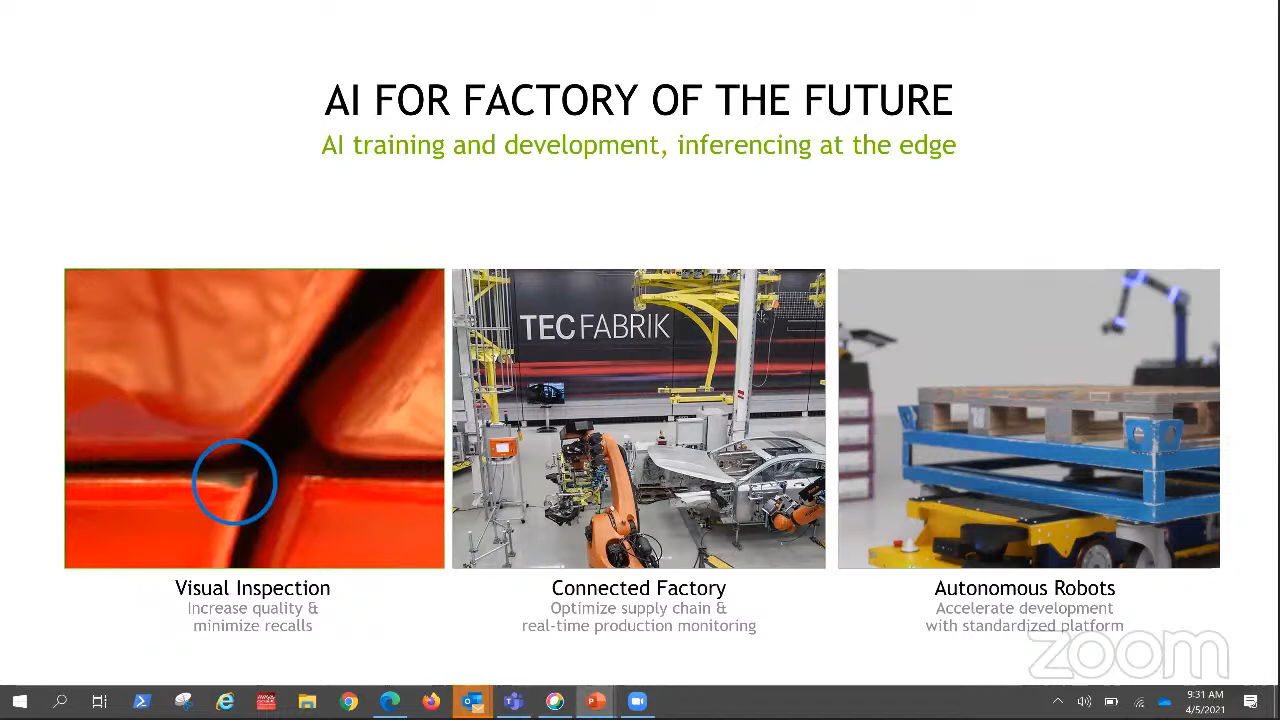 AI FOR FACTORY OF THE FUTURE
AI training and development, inferencing at the edge
TECFABRIK
Visual Inspection
Increase quality &
minimize recalls
Connected Factory
Optimize supply chain &
real-time production monitoring
Autonomous Robots
Accelerate development
with standardized platform
zoom
9:31 AM
4/5/2021